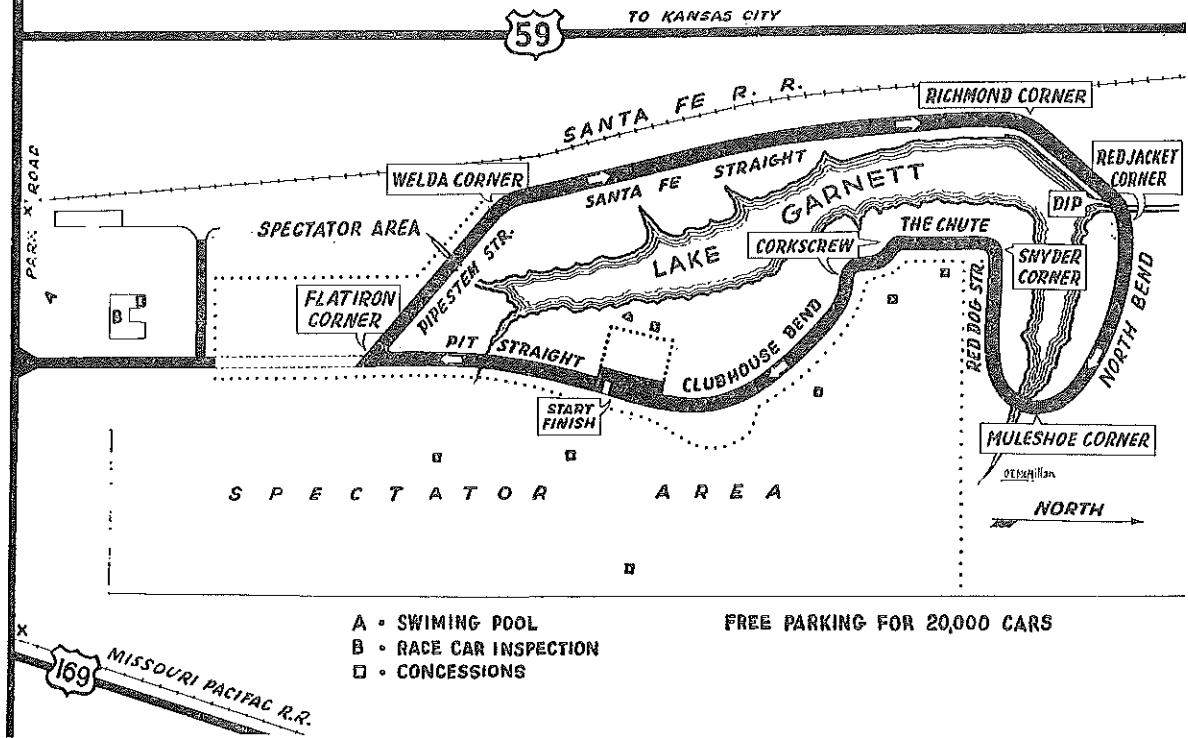 TO KANSAS CITY
59
SANTA FE R. R.
RICHMOND CORNER
PARK ROAD
X
WELDA CORNER
SANTA FE STRAIGHT
REDJACKET
CORNER
DIP
SPECTATOR AREA
LAKE GARNETT
THE CHUTE
CORKSCREW
SNYDER
CORNER
PIPESTEM STR.
FLATIRON
CORNER
A
B
PIT STRAIGHT
CLUBHOUSE BEND
RED DOG STR.
NORTH BEND
START
FINISH
MULESHOE CORNER
SPECTATOR AREA
NORTH
X
169
MISSOURI PACIFAC R.R.
A • SWIMING POOL
B • RACE CAR INSPECTION
• CONCESSIONS
FREE PARKING FOR 20,000 CARS